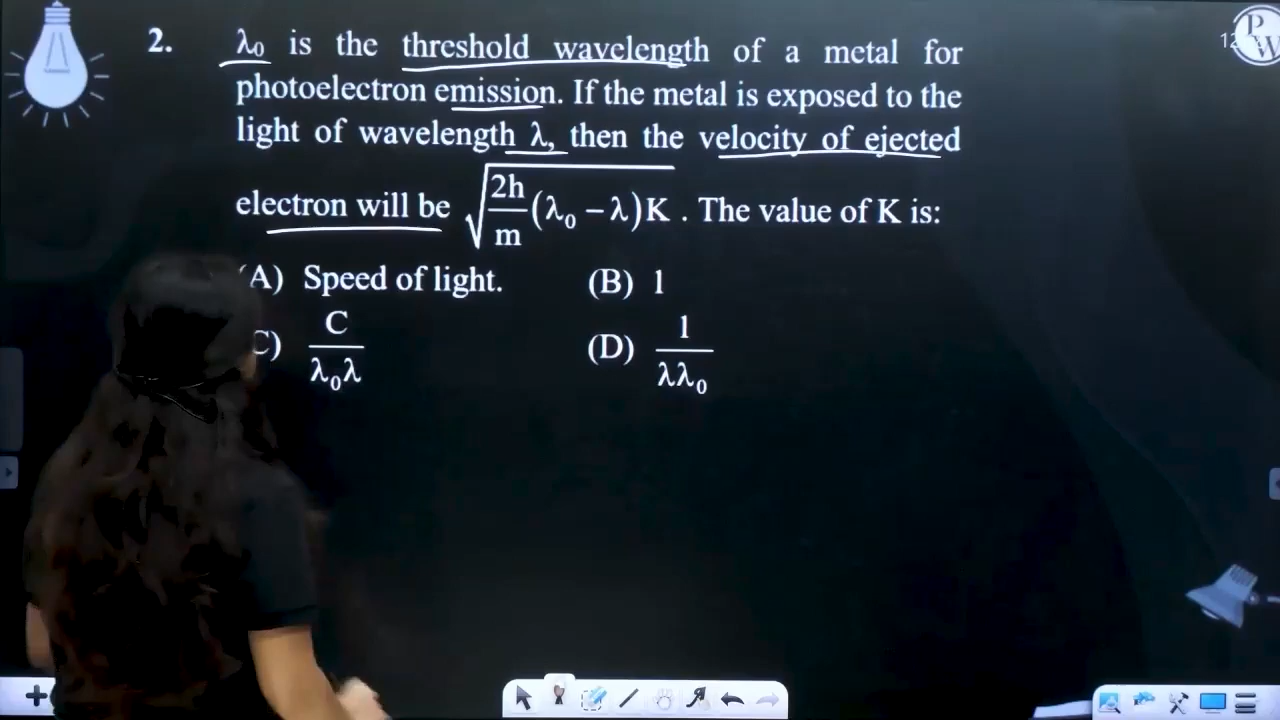 2. λ₀ is the threshold wavelength of a metal for
photoelectron emission. If the metal is exposed to the
light of wavelength λ, then the velocity of ejected
electron will be √(2h/m (λ₀ − λ)K) . The value of K is:
(A) Speed of light. (B) 1
C) C/λ₀λ (D) 1/λλ₀
P
W